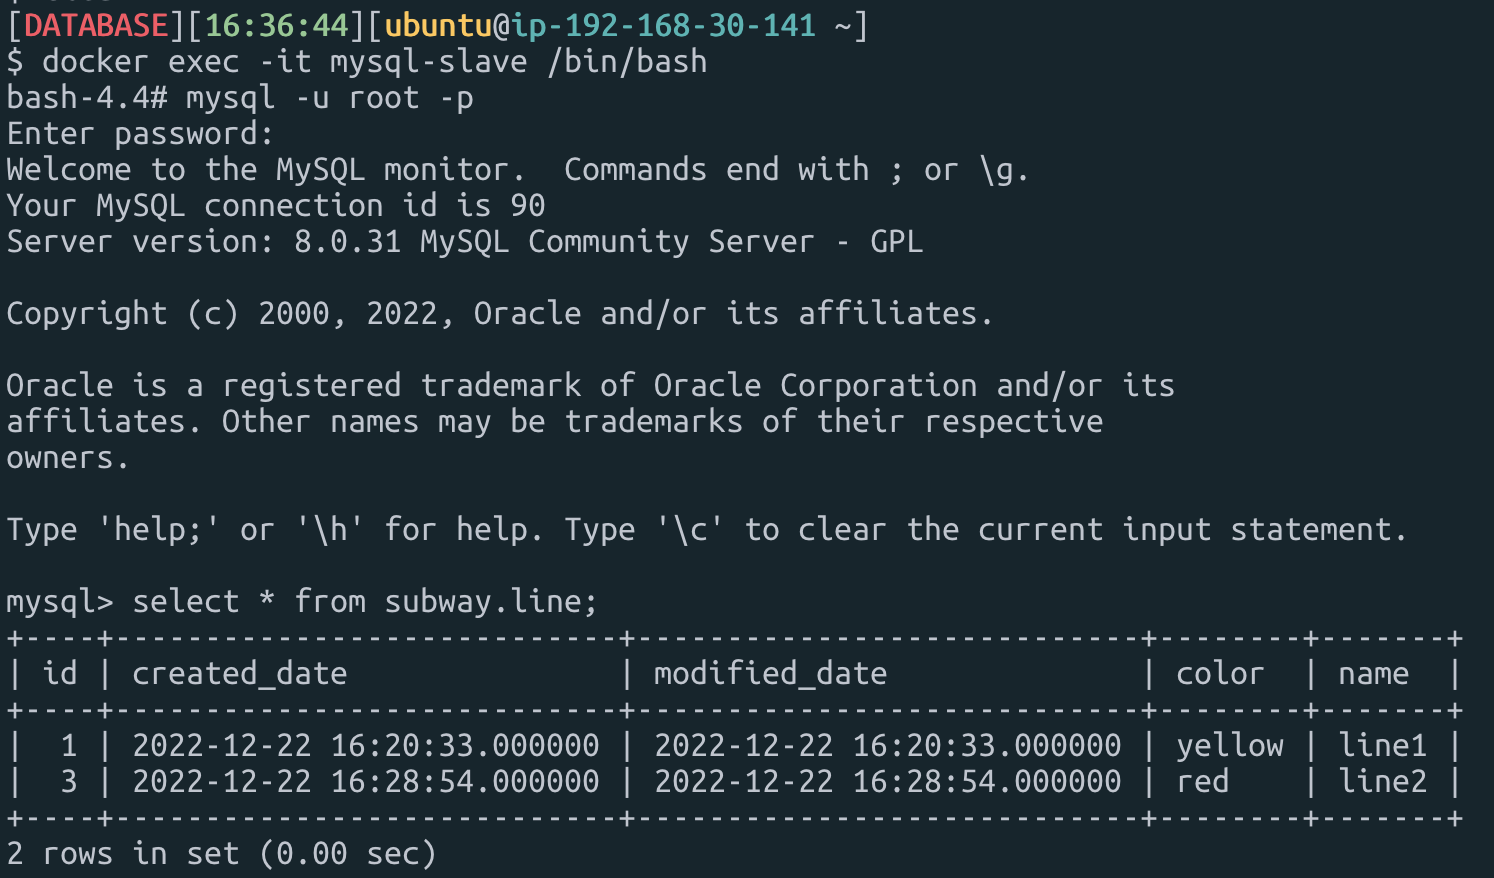 [DATABASE][16:36:44][ubuntu@ip-192-168-30-141 ~]
$ docker exec -it mysql-slave /bin/bash
bash-4.4# mysql -u root -p
Enter password:
Welcome to the MySQL monitor.  Commands end with ; or \g.
Your MySQL connection id is 90
Server version: 8.0.31 MySQL Community Server - GPL

Copyright (c) 2000, 2022, Oracle and/or its affiliates.

Oracle is a registered trademark of Oracle Corporation and/or its
affiliates. Other names may be trademarks of their respective
owners.

Type 'help;' or '\h' for help. Type '\c' to clear the current input statement.

mysql> select * from subway.line;
+----+----------------------------+----------------------------+--------+-------+
| id | created_date               | modified_date              | color  | name  |
+----+----------------------------+----------------------------+--------+-------+
|  1 | 2022-12-22 16:20:33.000000 | 2022-12-22 16:20:33.000000 | yellow | line1 |
|  3 | 2022-12-22 16:28:54.000000 | 2022-12-22 16:28:54.000000 | red    | line2 |
+----+----------------------------+----------------------------+--------+-------+
2 rows in set (0.00 sec)